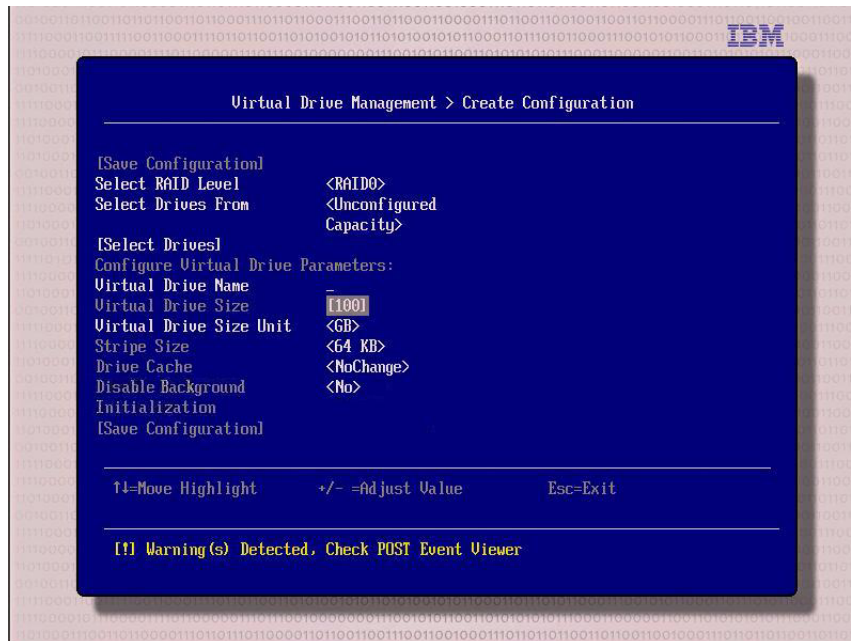 IBM
Virtual Drive Management > Create Configuration
[Save Configuration]
Select RAID Level <RAID0>
Select Drives From <Unconfigured
Capacity>
[Select Drives]
Configure Virtual Drive Parameters:
Virtual Drive Name _
Virtual Drive Size [100]
Virtual Drive Size Unit <GB>
Stripe Size <64 KB>
Drive Cache <NoChange>
Disable Background <No>
Initialization
[Save Configuration]
↑↓=Move Highlight +/- =Adjust Value Esc=Exit
[!] Warning(s) Detected, Check POST Event Viewer